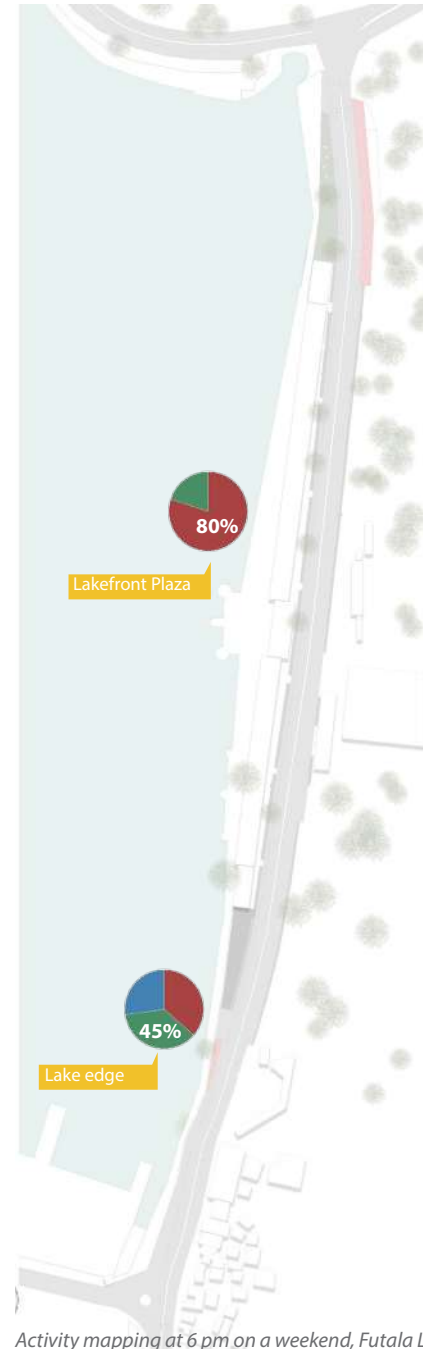 80%
Lakefront Plaza
45%
Lake edge
Activity mapping at 6 pm on a weekend, Futala L